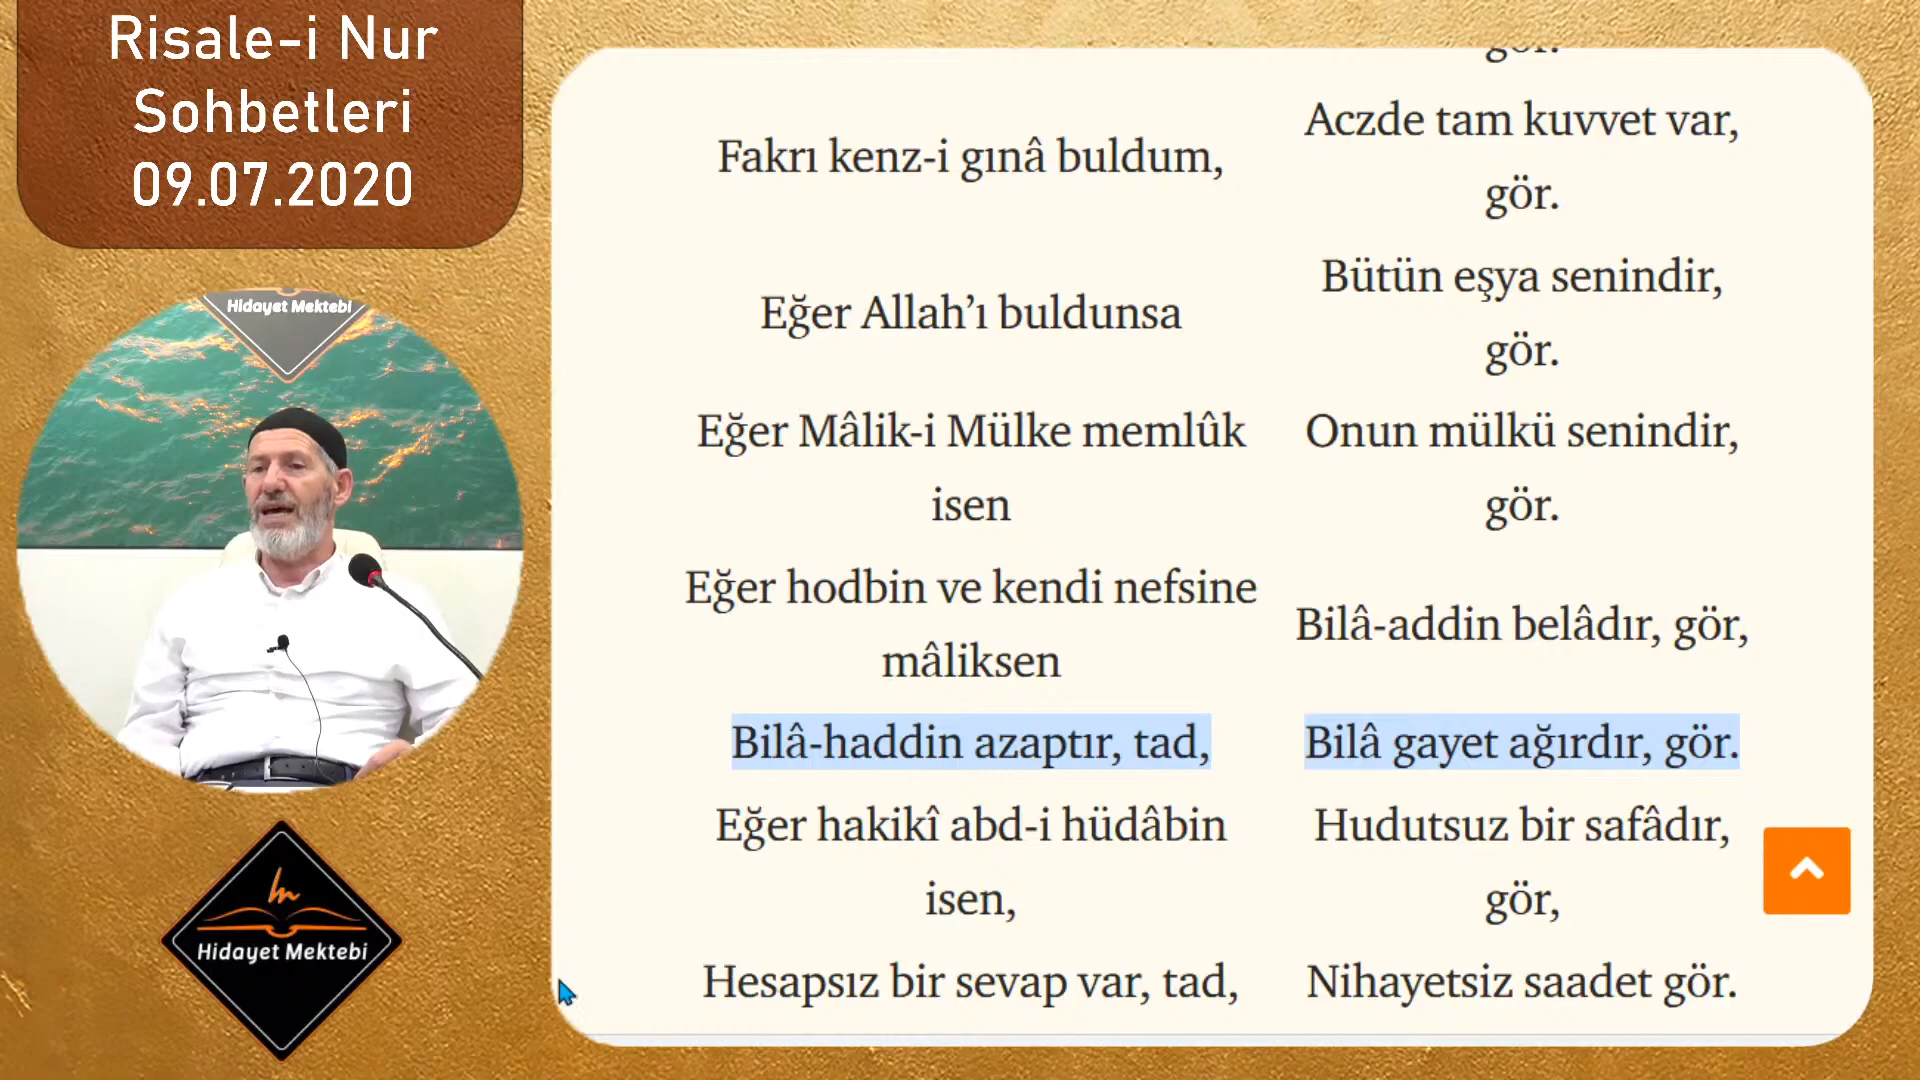 Risale-i Nur
Sohbetleri
09.07.2020
Hidayet Mektebi
Hidayet Mektebi
gör.
Fakrı kenz-i gınâ buldum,
Aczde tam kuvvet var,
gör.
Eğer Allah’ı buldunsa
Bütün eşya senindir,
gör.
Eğer Mâlik-i Mülke memlûk
isen
Onun mülkü senindir,
gör.
Eğer hodbin ve kendi nefsine
mâliksen
Bilâ-addin belâdır, gör,
Bilâ-haddin azaptır, tad,
Bilâ gayet ağırdır, gör.
Eğer hakikî abd-i hüdâbin
isen,
Hudutsuz bir safâdır,
gör,
Hesapsız bir sevap var, tad,
Nihayetsiz saadet gör.